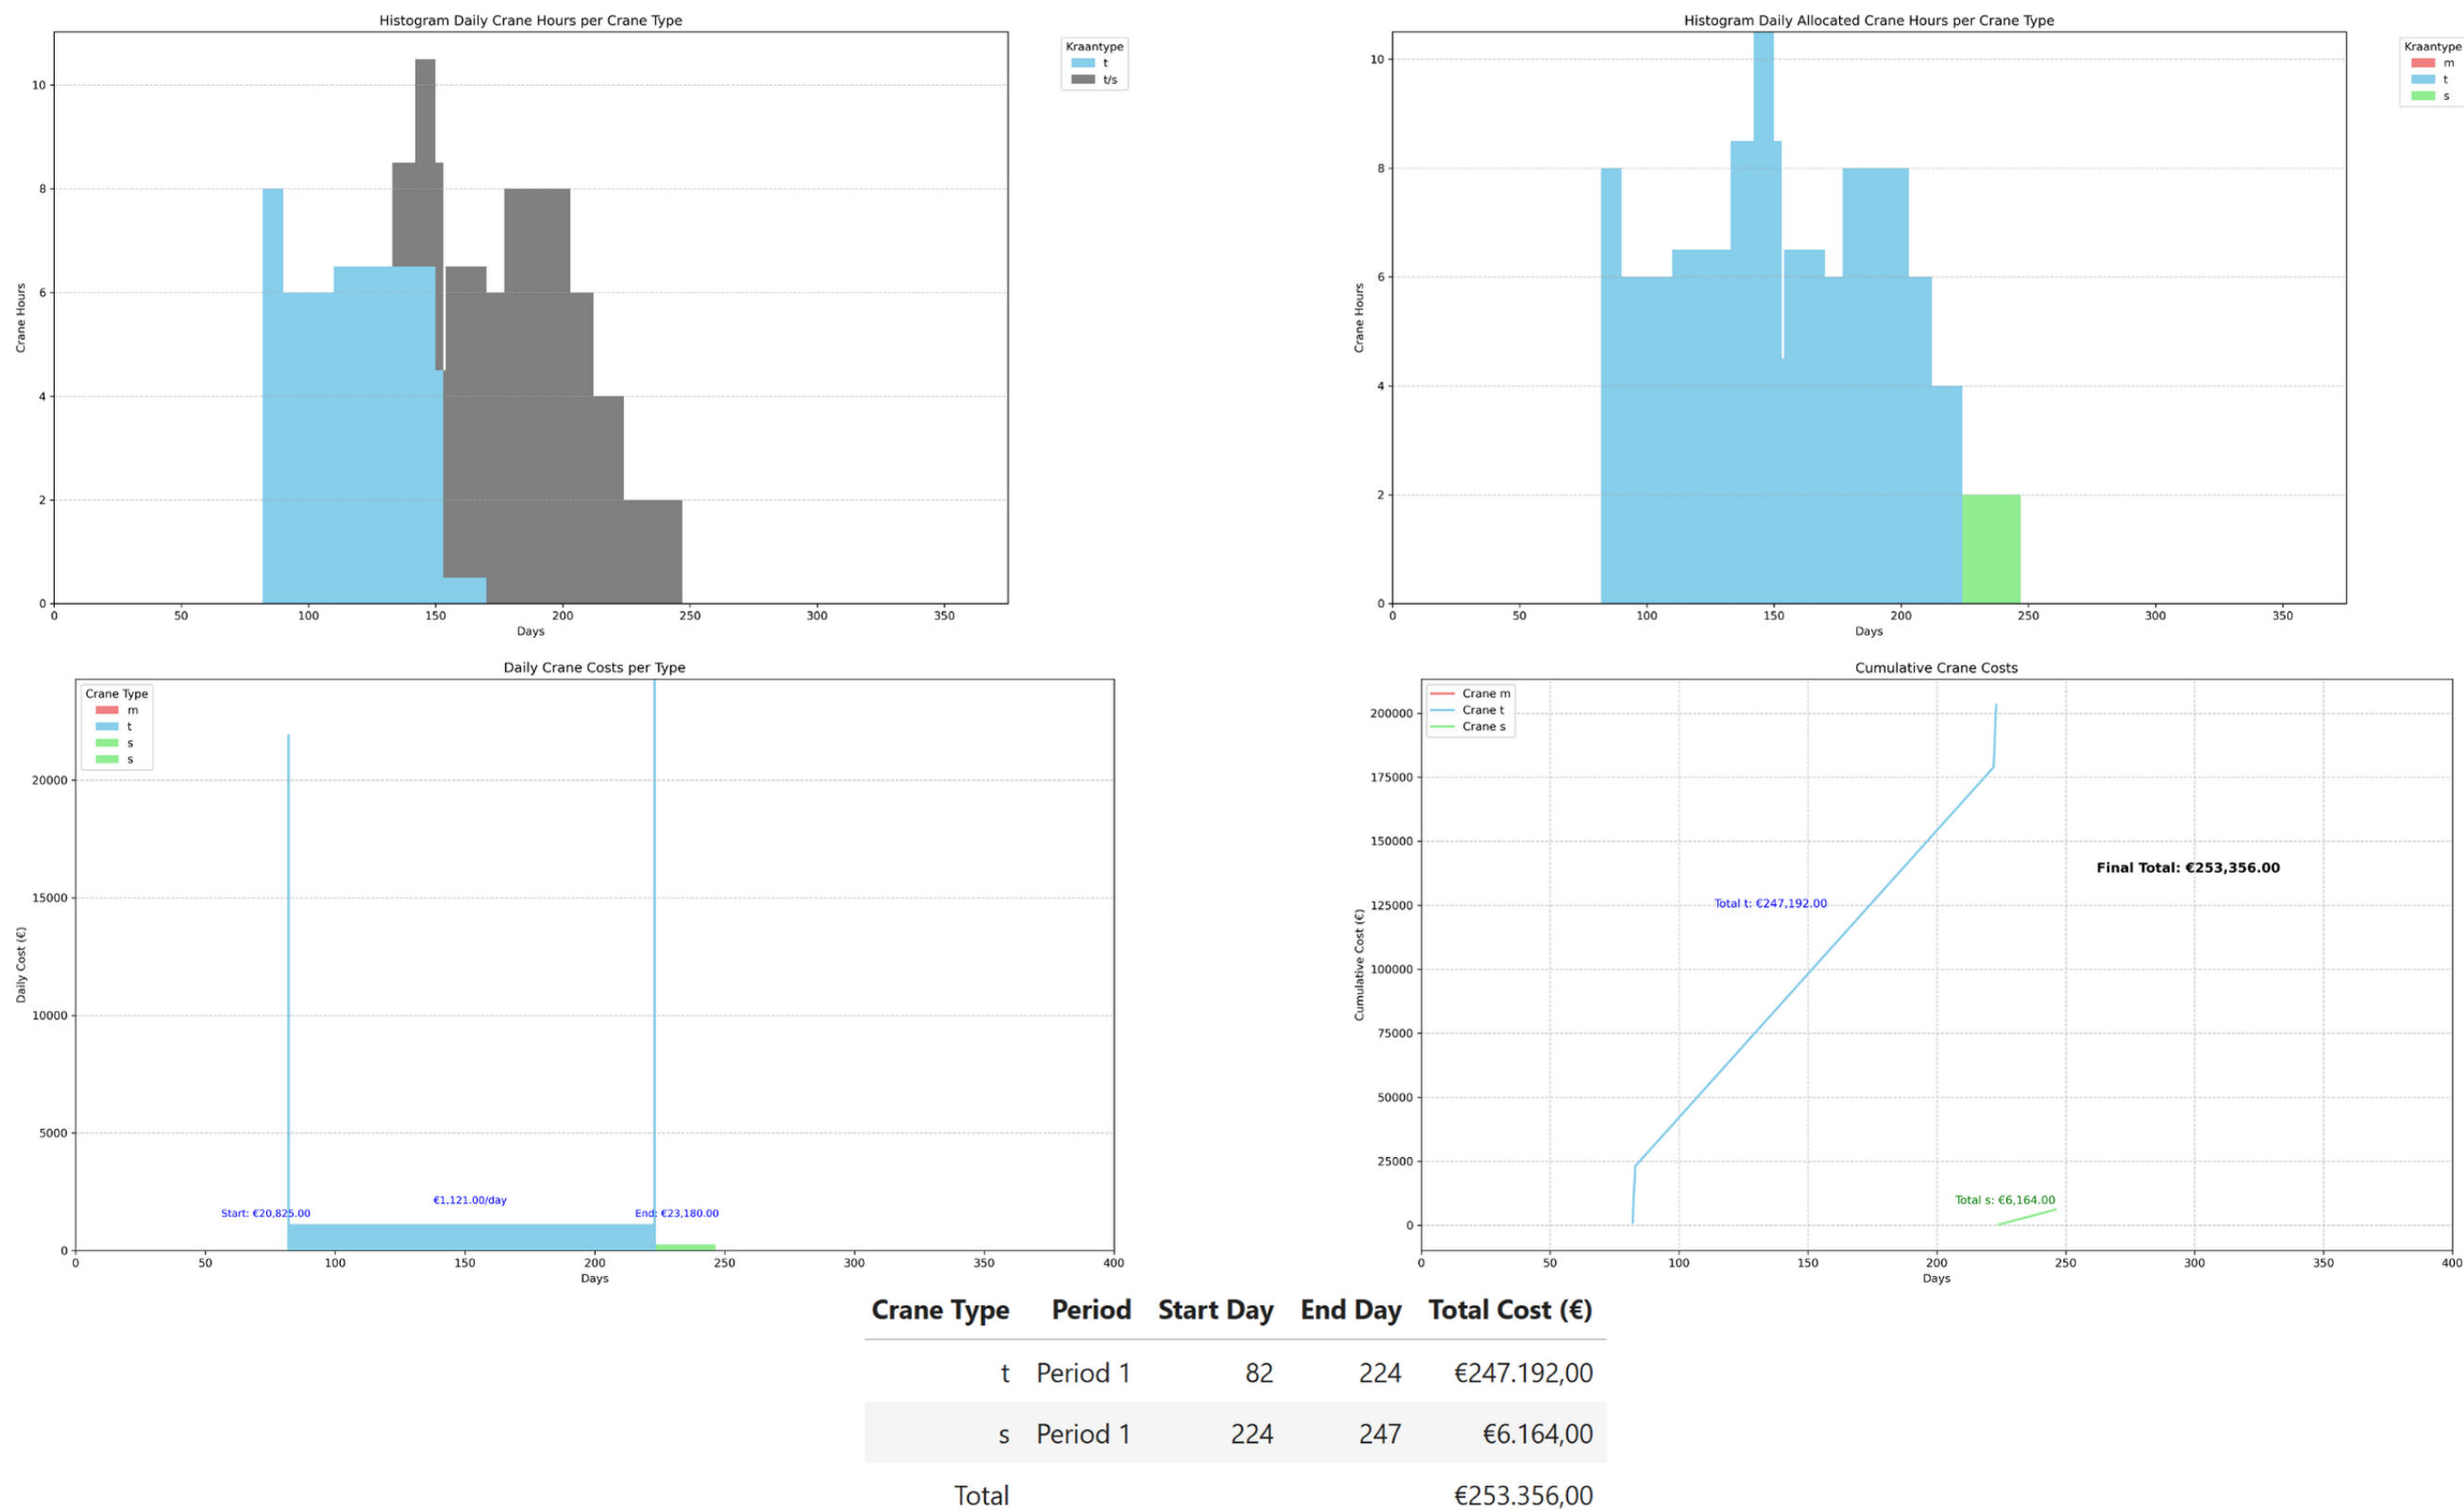 Histogram Daily Crane Hours per Crane Type
Crane Hours
10
8
6
4
2
0
0 50 100 150 200 250 300 350
Days
Kraantype
t
t/s
Histogram Daily Allocated Crane Hours per Crane Type
Crane Hours
10
8
6
4
2
0
0 50 100 150 200 250 300 350
Days
Kraantype
m
t
s
Daily Crane Costs per Type
Daily Cost (€)
20000
15000
10000
5000
0
Crane Type
m
t
s
s
€1,121.00/day
Start: €20,825.00
End: €23,180.00
0 50 100 150 200 250 300 350 400
Days
Cumulative Crane Costs
Cumulative Cost (€)
200000
175000
150000
125000
100000
75000
50000
25000
0
Crane m
Crane t
Crane s
Final Total: €253,356.00
Total t: €247,192.00
Total s: €6,164.00
0 50 100 150 200 250 300 350 400
Days
Crane Type Period Start Day End Day Total Cost (€)
t Period 1 82 224 €247.192,00
s Period 1 224 247 €6.164,00
Total €253.356,00